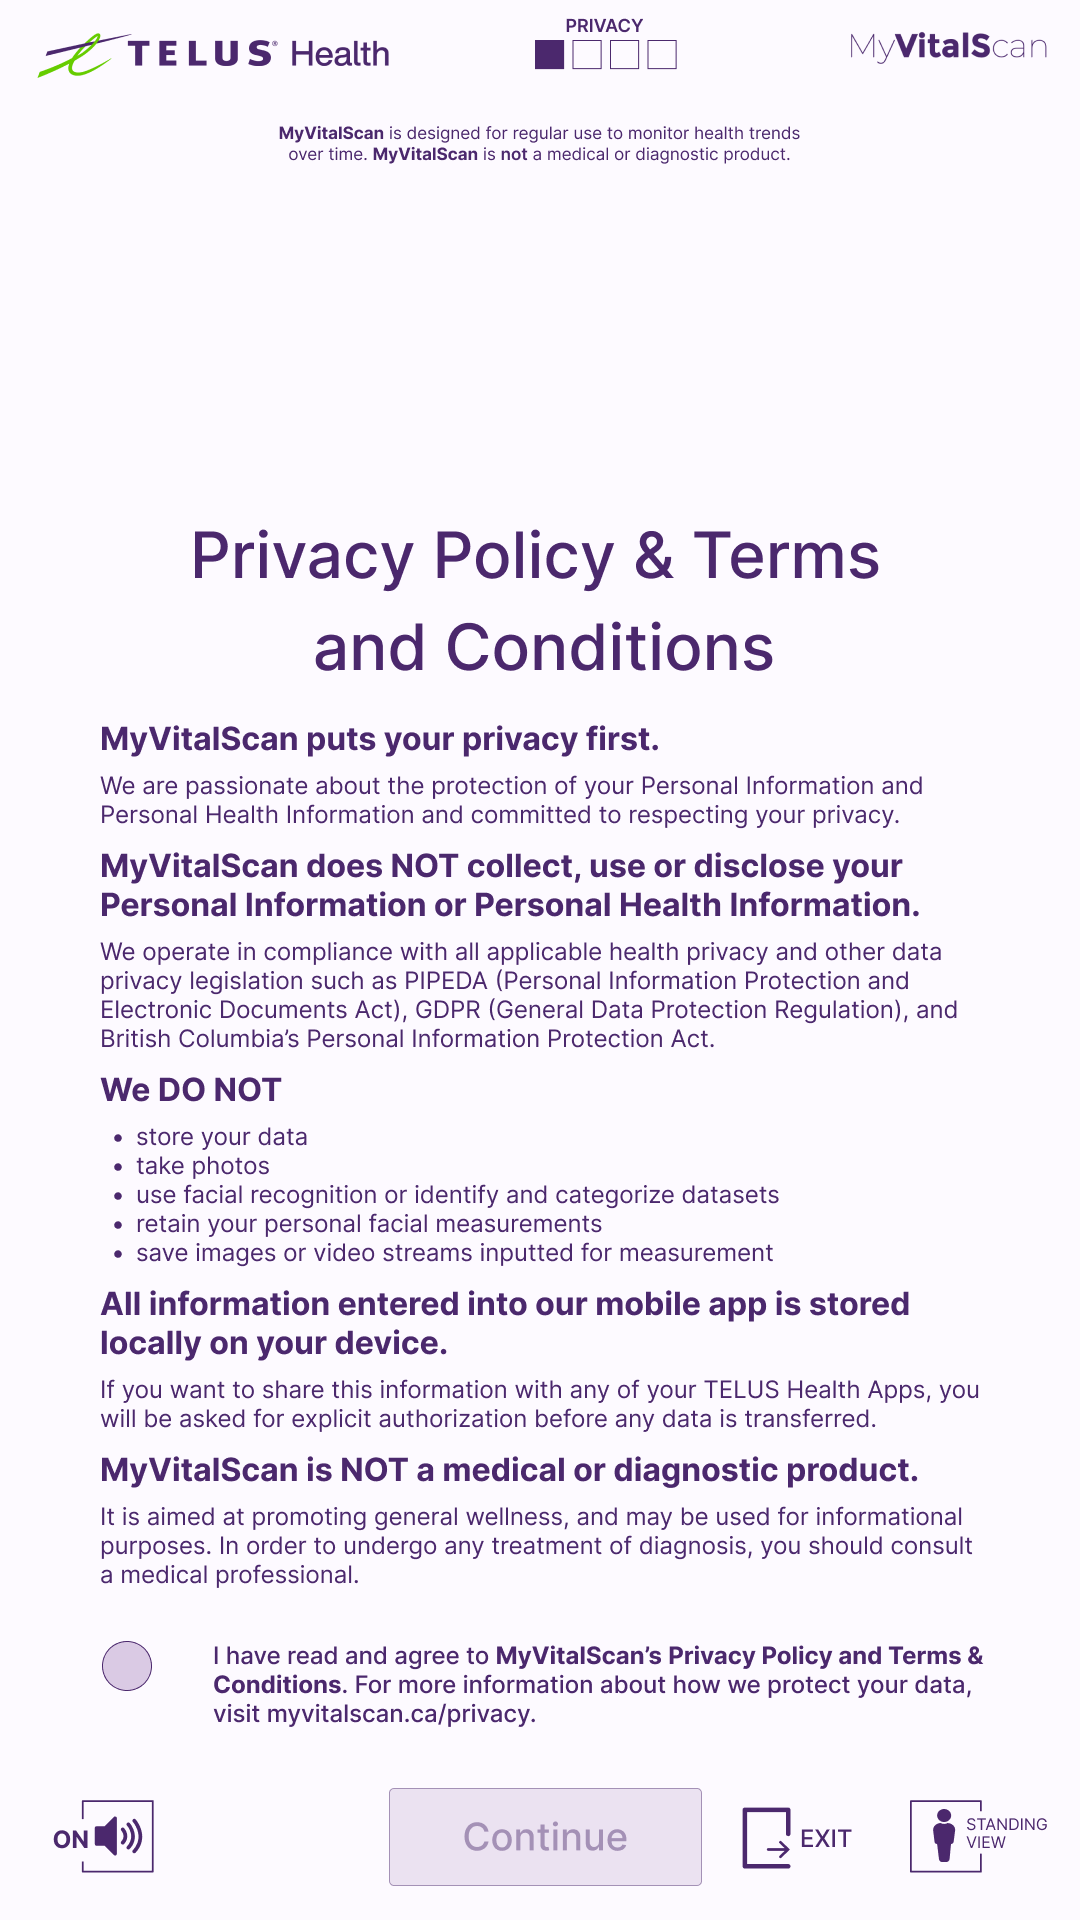 TELUS® Health
PRIVACY
MyVitalScan
MyVitalScan is designed for regular use to monitor health trends
over time. MyVitalScan is not a medical or diagnostic product.
Privacy Policy & Terms
and Conditions
MyVitalScan puts your privacy first.
We are passionate about the protection of your Personal Information and
Personal Health Information and committed to respecting your privacy.
MyVitalScan does NOT collect, use or disclose your
Personal Information or Personal Health Information.
We operate in compliance with all applicable health privacy and other data
privacy legislation such as PIPEDA (Personal Information Protection and
Electronic Documents Act), GDPR (General Data Protection Regulation), and
British Columbia’s Personal Information Protection Act.
We DO NOT
• store your data
• take photos
• use facial recognition or identify and categorize datasets
• retain your personal facial measurements
• save images or video streams inputted for measurement
All information entered into our mobile app is stored
locally on your device.
If you want to share this information with any of your TELUS Health Apps, you
will be asked for explicit authorization before any data is transferred.
MyVitalScan is NOT a medical or diagnostic product.
It is aimed at promoting general wellness, and may be used for informational
purposes. In order to undergo any treatment of diagnosis, you should consult
a medical professional.
I have read and agree to MyVitalScan’s Privacy Policy and Terms &
Conditions. For more information about how we protect your data,
visit myvitalscan.ca/privacy.
ON
Continue
EXIT
STANDING
VIEW